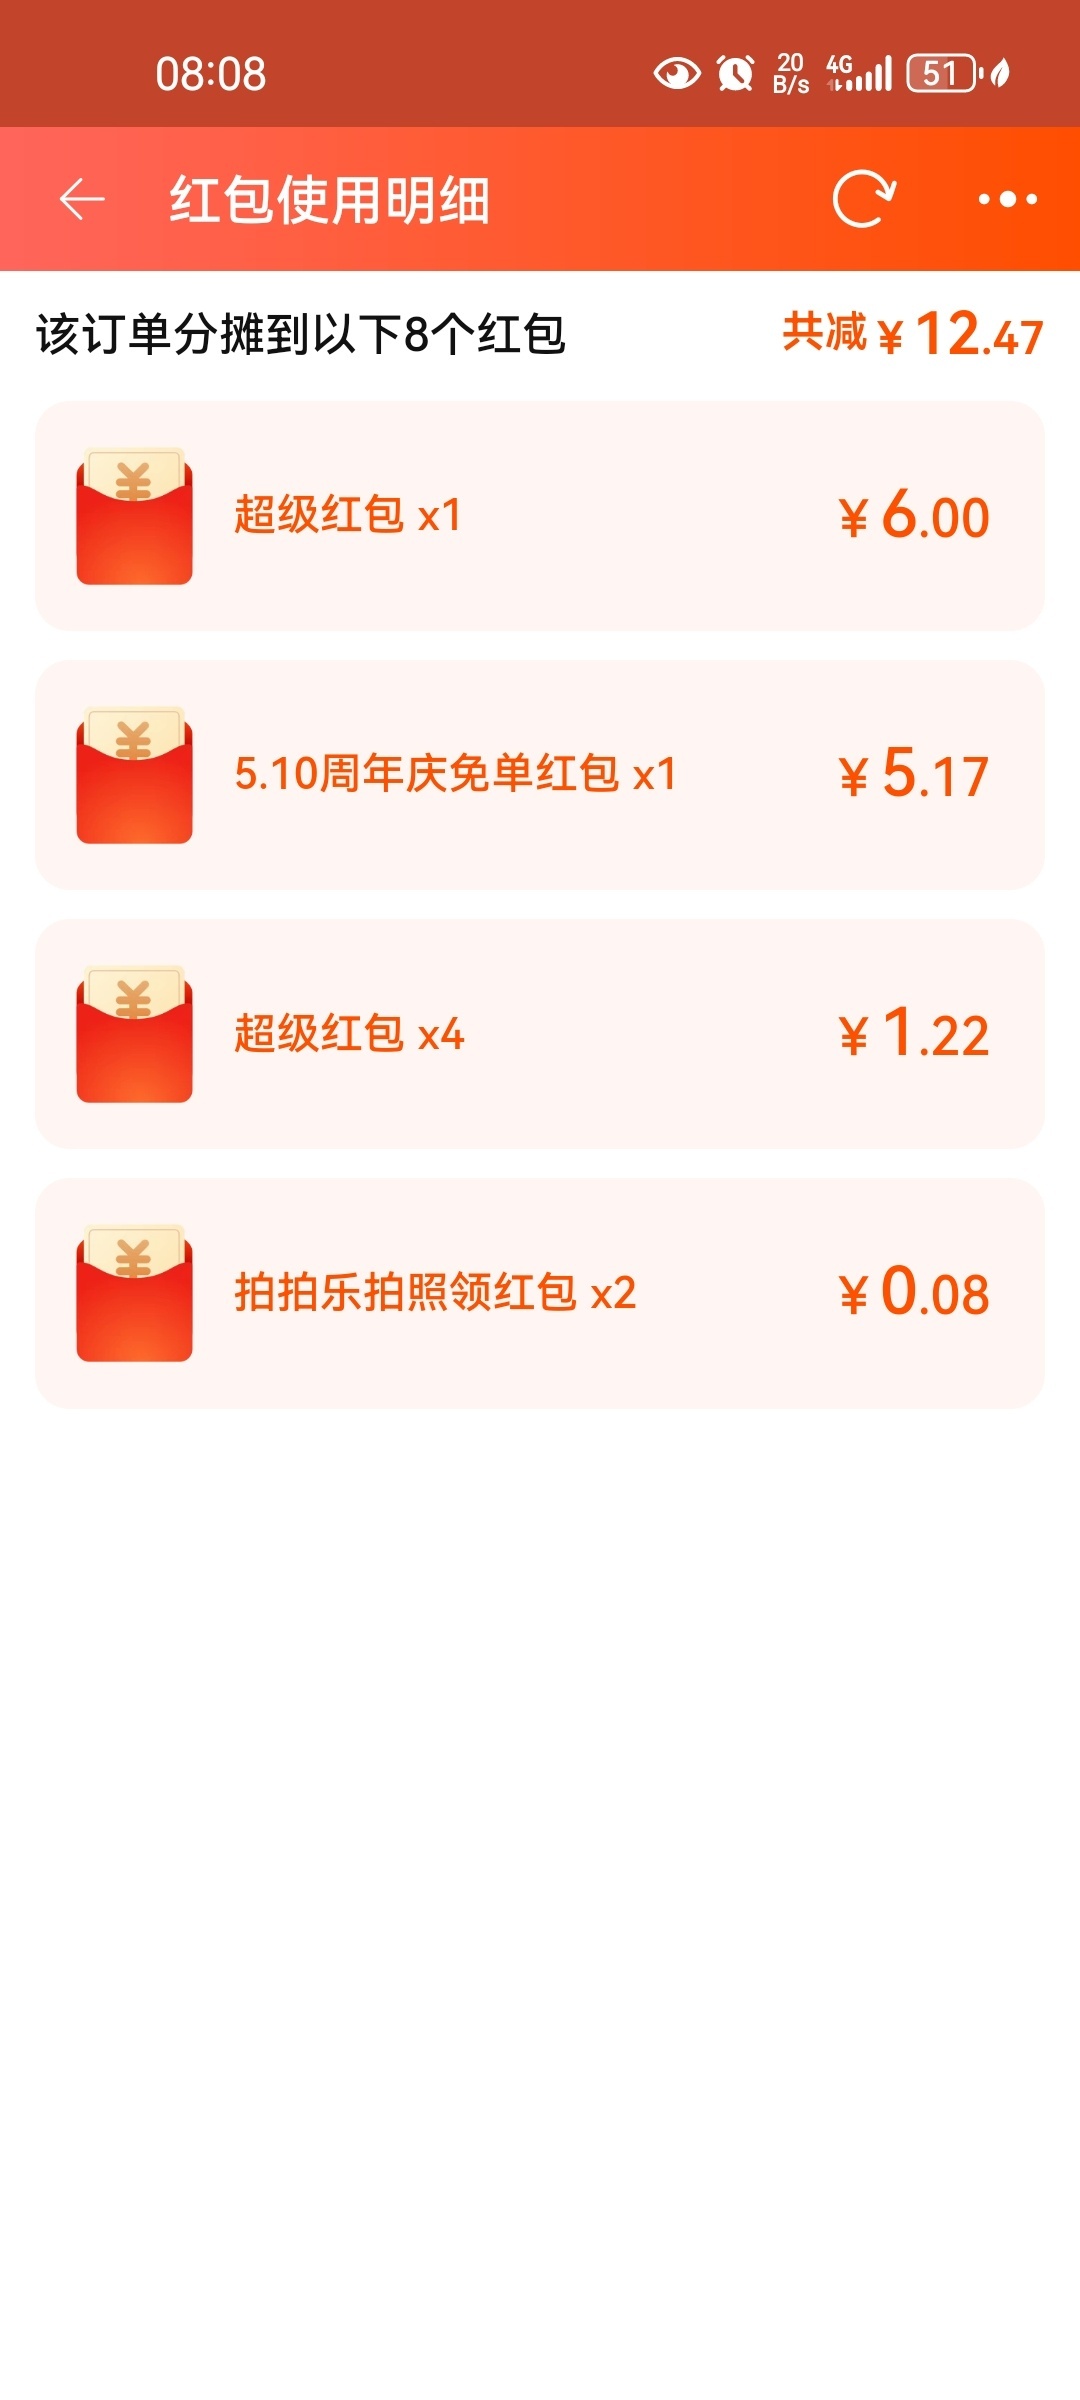 08:08
20 B/s 4G 51
红包使用明细
该订单分摊到以下8个红包 共减 ¥12.47
超级红包 x1 ¥6.00
5.10周年庆免单红包 x1 ¥5.17
超级红包 x4 ¥1.22
拍拍乐拍照领红包 x2 ¥0.08